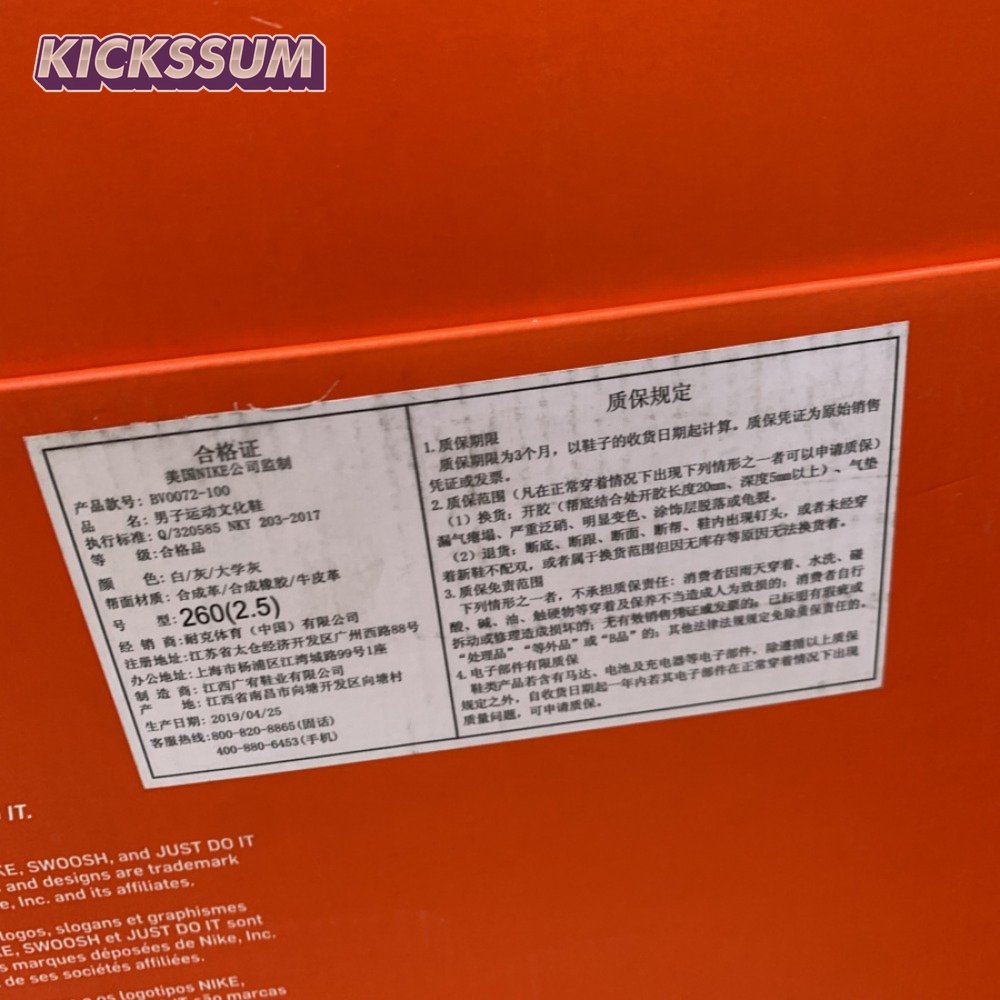 KICKSSUM
合格证
美国NIKE公司监制
产品款号: BV0072-100
品 名: 男子运动文化鞋
执行标准: Q/320585 NKY 203-2017
等 级: 合格品
颜 色: 白/灰/大学灰
帮面材质: 合成革/合成橡胶/牛皮革
号 型: 260(2.5)
经 销 商: 耐克体育（中国）有限公司
注册地址: 江苏省太仓经济开发区广州西路88号
办公地址: 上海市杨浦区江湾城路99号1座
制 造 商: 江西广有鞋业有限公司
产 地: 江西省南昌市向塘开发区向塘村
生产日期: 2019/04/25
客服热线: 800-820-8865(固话)
400-880-6453(手机)
质保规定
1. 质保期限
质保期限为3个月，以鞋子的收货日期起计算。质保凭证为原始销售
凭证或发票。
2. 质保范围（凡在正常穿着情况下出现下列情形之一者可以申请质保）
（1）换货: 开胶（帮底结合处开胶长度20mm、深度5mm以上）、气垫
漏气瘪塌、严重泛硝、明显变色、涂饰层脱落或龟裂。
（2）退货: 断底、断跟、断面、断帮、鞋内出现钉头，或者未经穿
着新鞋不配双，或者属于换货范围但因无库存等原因无法换货者。
3. 质保免责范围
下列情形之一者，不承担质保责任: 消费者因雨天穿着、水洗、碰
酸、碱、油、触硬物等穿着及保养不当造成人为致损的; 消费者自行
拆动或修理造成损坏的; 无有效销售凭证或发票的。已标明有瑕疵或
“处理品”“等外品”或“B品”的; 其他法律法规规定免除质保责任的。
4. 电子部件有限质保
鞋类产品若含有马达、电池及充电器等电子部件，除遵循以上质保
规定之外，自收货日期起一年内若其电子部件在正常穿着情况下出现
质量问题，可申请质保。
IT.
KE, SWOOSH, and JUST DO IT
and designs are trademark
e, Inc. and its affiliates.
logos, slogans et graphismes
E, SWOOSH et JUST DO IT sont
s marques déposées de Nike, Inc.
de ses sociétés affiliées.
os logotipos NIKE,
IT são marcas